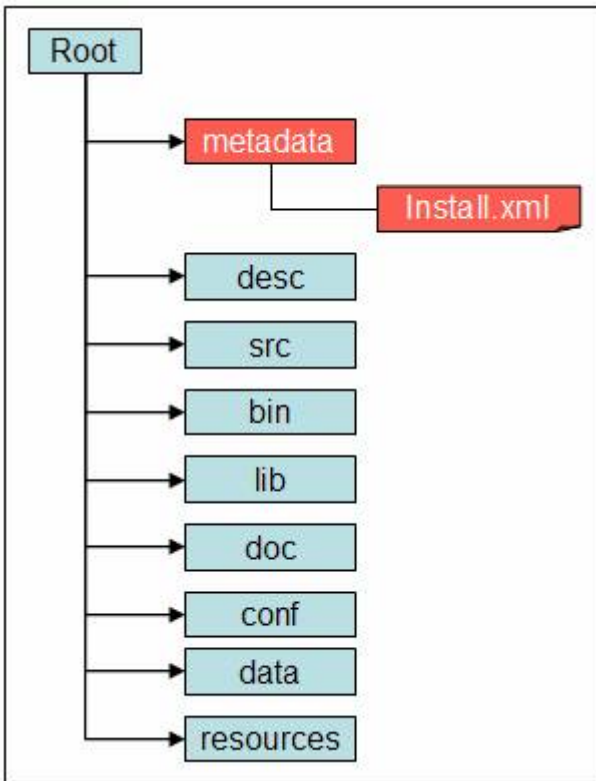 Root
metadata
Install.xml
desc
src
bin
lib
doc
conf
data
resources